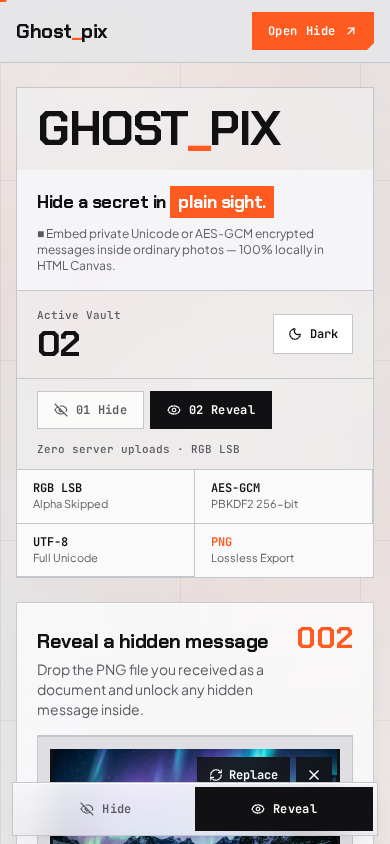 Ghost_pix
Open Hide
GHOST_PIX
Hide a secret in plain sight.
■ Embed private Unicode or AES-GCM encrypted
messages inside ordinary photos — 100% locally in
HTML Canvas.
Active Vault
02
Dark
01 Hide
02 Reveal
Zero server uploads · RGB LSB
RGB LSB
Alpha Skipped
AES-GCM
PBKDF2 256-bit
UTF-8
Full Unicode
PNG
Lossless Export
Reveal a hidden message
002
Drop the PNG file you received as a
document and unlock any hidden
message inside.
Replace
Hide
Reveal